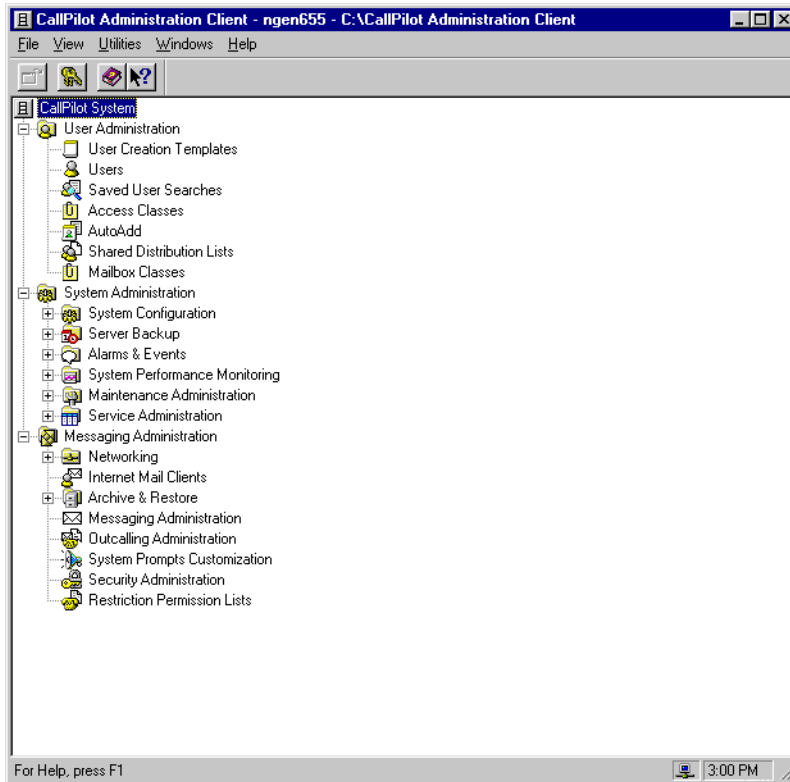 CallPilot Administration Client - ngen655 - C:\CallPilot Administration Client
File View Utilities Windows Help
CallPilot System
User Administration
User Creation Templates
Users
Saved User Searches
Access Classes
AutoAdd
Shared Distribution Lists
Mailbox Classes
System Administration
System Configuration
Server Backup
Alarms & Events
System Performance Monitoring
Maintenance Administration
Service Administration
Messaging Administration
Networking
Internet Mail Clients
Archive & Restore
Messaging Administration
Outcalling Administration
System Prompts Customization
Security Administration
Restriction Permission Lists
For Help, press F1 3:00 PM